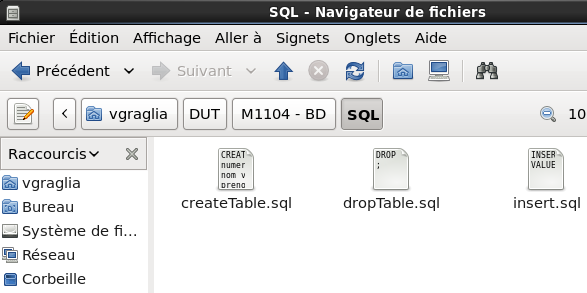 SQL - Navigateur de fichiers
Fichier Édition Affichage Aller à Signets Onglets Aide
Précédent Suivant
vgraglia DUT M1104 - BD SQL 10
Raccourcis
vgraglia
Bureau
Système de fi...
Réseau
Corbeille
CREAT
numer
nom v
preno
createTable.sql
DROP
;
dropTable.sql
INSER
VALUE
insert.sql